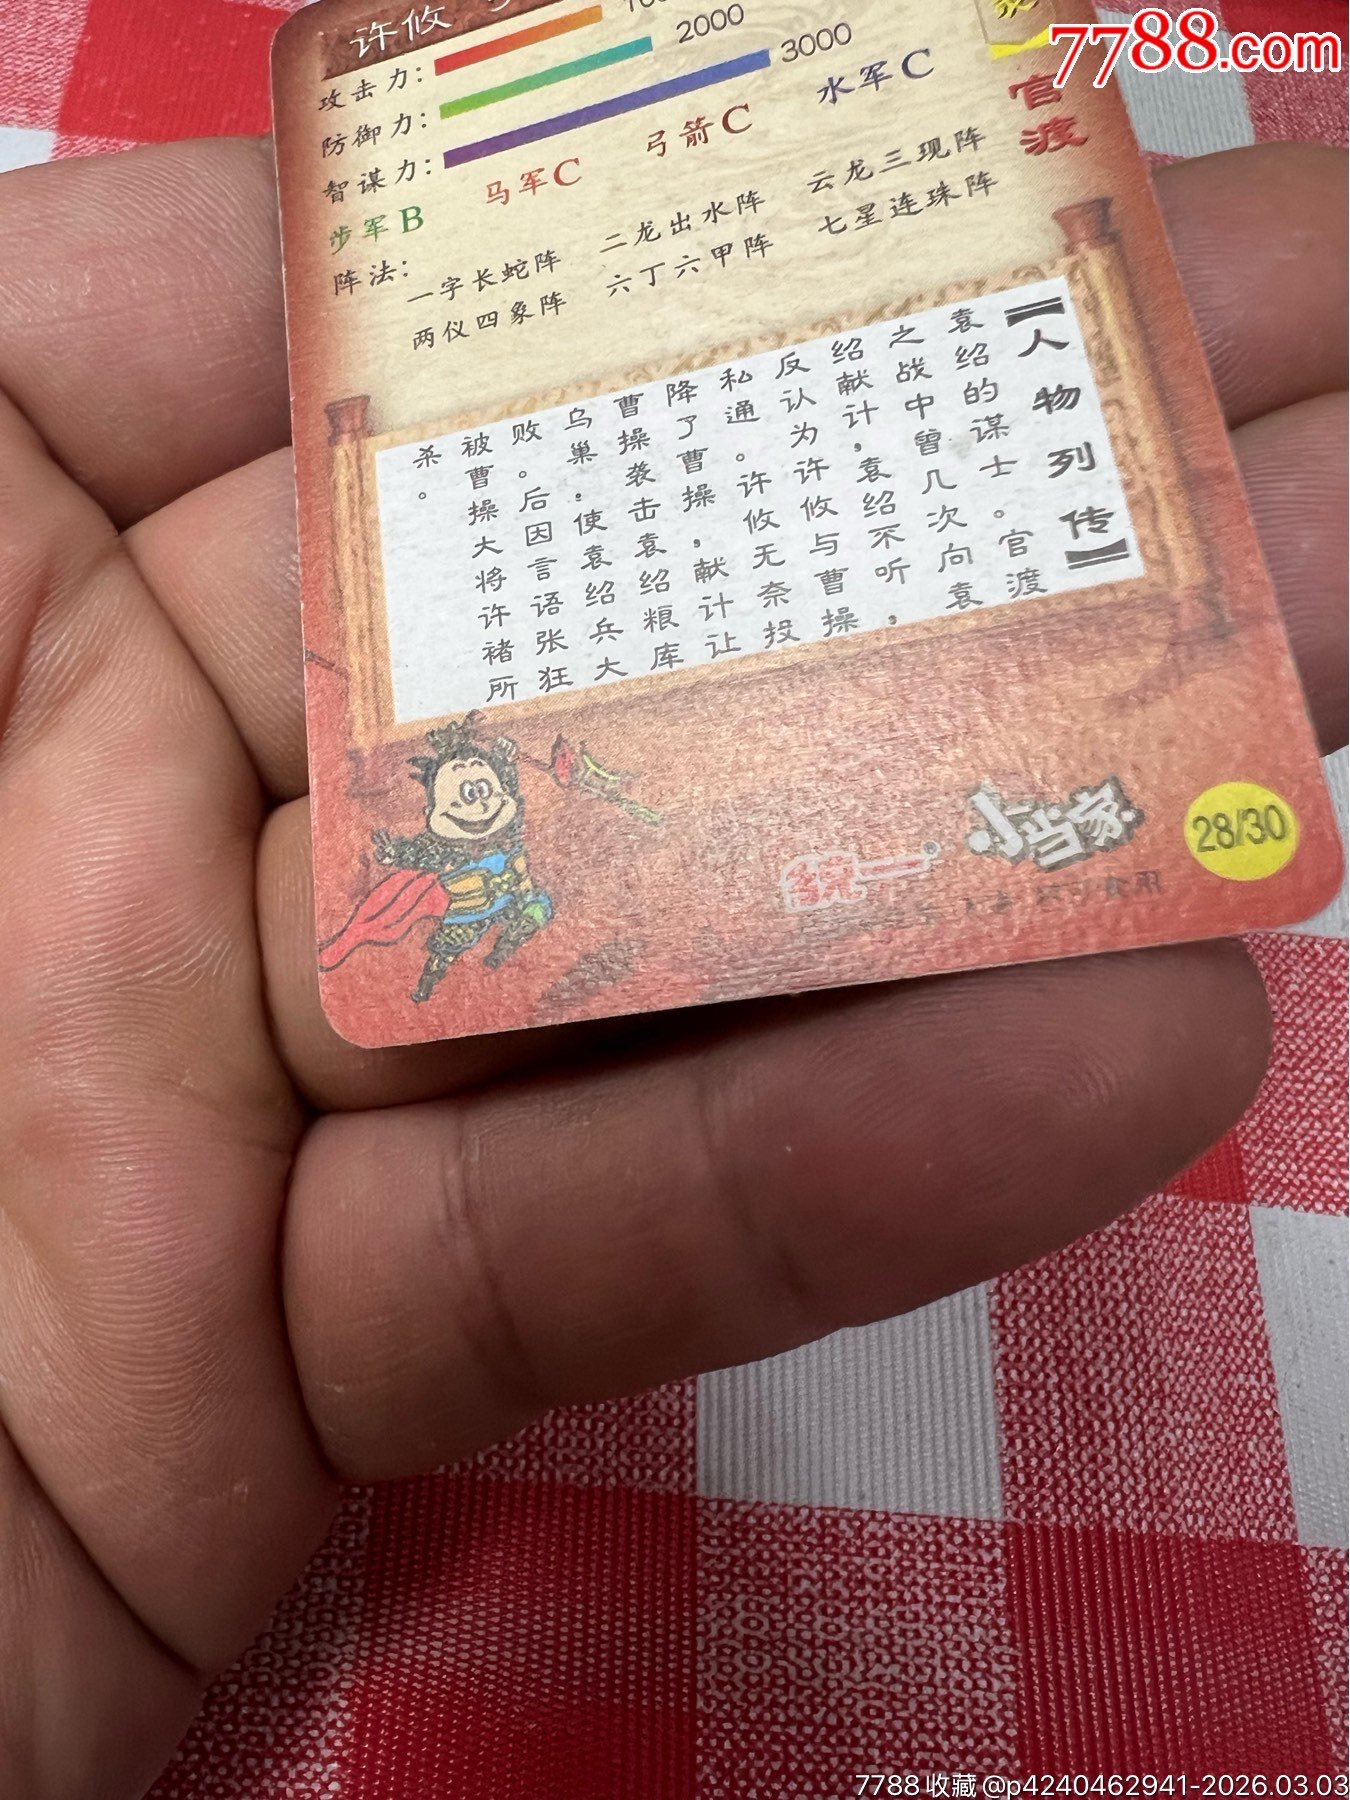 7788.com
许攸
攻击力：
防御力：2000
智谋力：3000
步军B 马军C 弓箭C 水军C
官渡
阵法：
一字长蛇阵 二龙出水阵 云龙三现阵
两仪四象阵 六丁六甲阵 七星连珠阵
【人物列传】
袁绍的谋士。官渡
之战中曾几次向袁
绍献计，袁绍不听，
反认为许攸与曹操
私通。许攸无奈投
降了曹操，献计让
曹操袭击袁绍粮库
乌巢，使袁绍兵大
败。后因言语张狂
被曹操大将许褚所
杀。
统一 小当家
28/30
7788收藏@p4240462941-2026.03.03